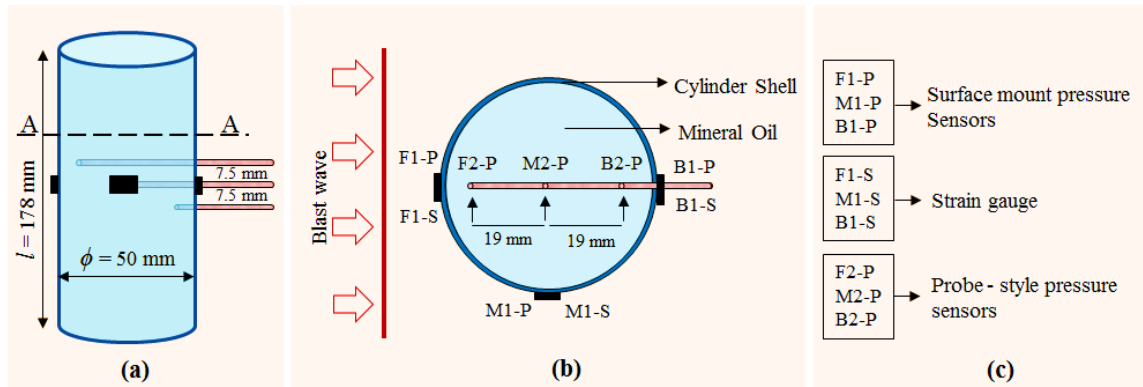 A
A
7.5 mm
7.5 mm
l = 178 mm
ϕ = 50 mm
(a)
Blast wave
Cylinder Shell
Mineral Oil
F1-P
F2-P
M2-P
B2-P
B1-P
F1-S
B1-S
19 mm
19 mm
M1-P
M1-S
(b)
F1-P
M1-P
B1-P
Surface mount pressure
Sensors
F1-S
M1-S
B1-S
Strain gauge
F2-P
M2-P
B2-P
Probe - style pressure
sensors
(c)